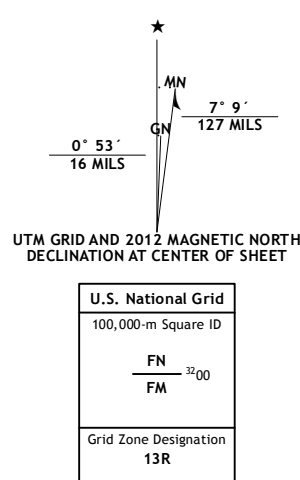 ★
MN
GN
7° 9´
127 MILS
0° 53´
16 MILS
UTM GRID AND 2012 MAGNETIC NORTH
DECLINATION AT CENTER OF SHEET
U.S. National Grid
100,000-m Square ID
FN
³²00
FM
Grid Zone Designation
13R